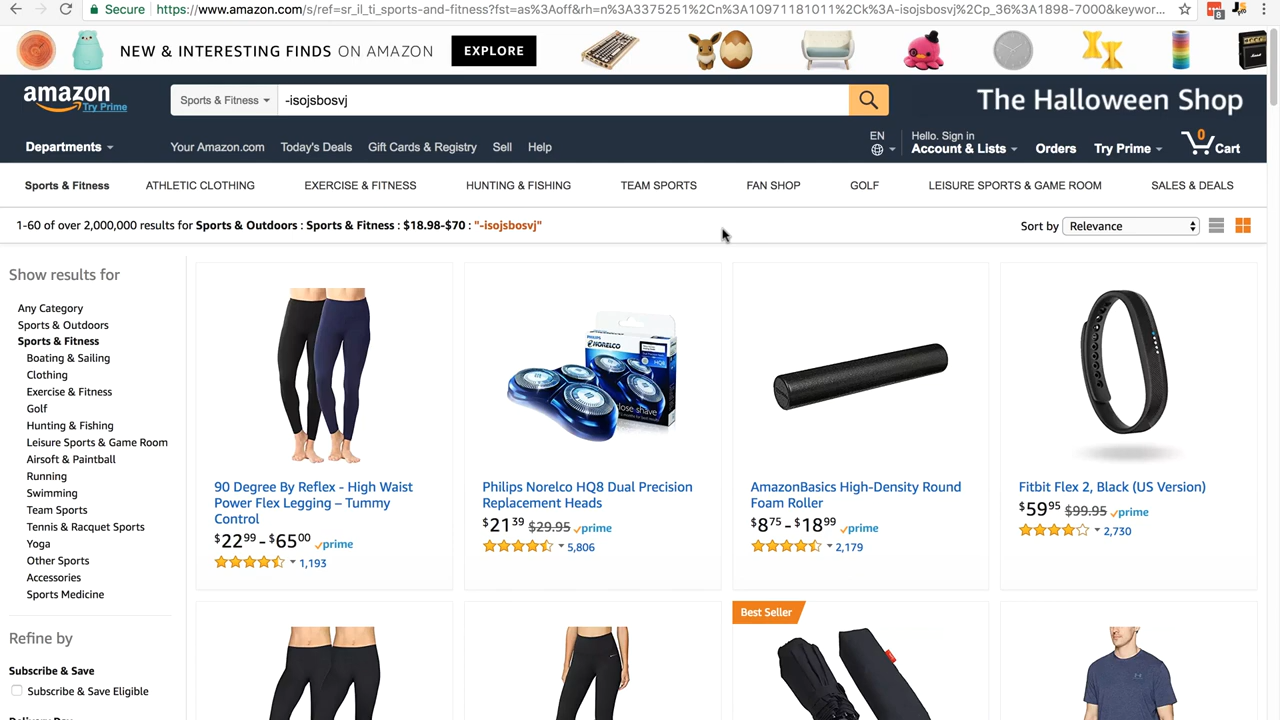 Secure https://www.amazon.com/s/ref=sr_il_ti_sports-and-fitness?fst=as%3Aoff&rh=n%3A3375251%2Cn%3A10971181011%2Ck%3A-isojsbosvj%2Cp_36%3A1898-7000&keywor...
8
NEW & INTERESTING FINDS ON AMAZON EXPLORE
amazon
Try Prime
Sports & Fitness
-isojsbosvj
The Halloween Shop
Departments
Your Amazon.com Today's Deals Gift Cards & Registry Sell Help
EN
Hello. Sign in
Account & Lists
Orders
Try Prime
0
Cart
Sports & Fitness ATHLETIC CLOTHING EXERCISE & FITNESS HUNTING & FISHING TEAM SPORTS FAN SHOP GOLF LEISURE SPORTS & GAME ROOM SALES & DEALS
1-60 of over 2,000,000 results for Sports & Outdoors : Sports & Fitness : $18.98-$70 : "-isojsbosvj"
Sort by Relevance
Show results for
Any Category
Sports & Outdoors
Sports & Fitness
Boating & Sailing
Clothing
Exercise & Fitness
Golf
Hunting & Fishing
Leisure Sports & Game Room
Airsoft & Paintball
Running
Swimming
Team Sports
Tennis & Racquet Sports
Yoga
Other Sports
Accessories
Sports Medicine
Refine by
Subscribe & Save
Subscribe & Save Eligible
Delivery Day
90 Degree By Reflex - High Waist
Power Flex Legging – Tummy
Control
$22.99 - $65.00 prime
1,193
PHILIPS
NORELCO
close shave
Philips Norelco HQ8 Dual Precision
Replacement Heads
$21.39 $29.95 prime
5,806
AmazonBasics High-Density Round
Foam Roller
$8.75 - $18.99 prime
2,179
Fitbit Flex 2, Black (US Version)
$59.95 $99.95 prime
2,730
Best Seller